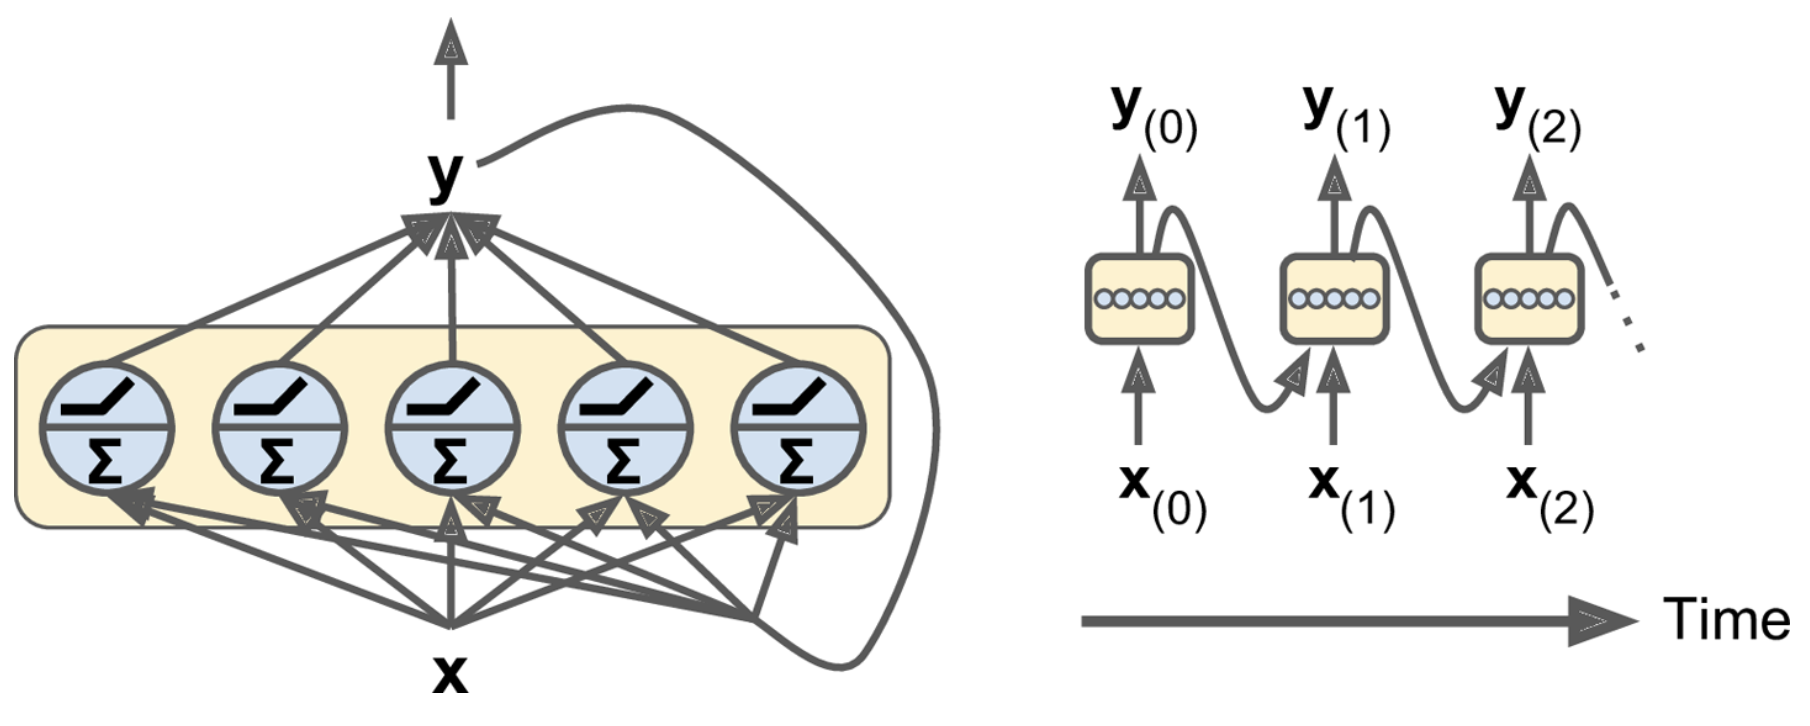 y
Σ Σ Σ Σ Σ
x
y(0) y(1) y(2)
x(0) x(1) x(2)
Time